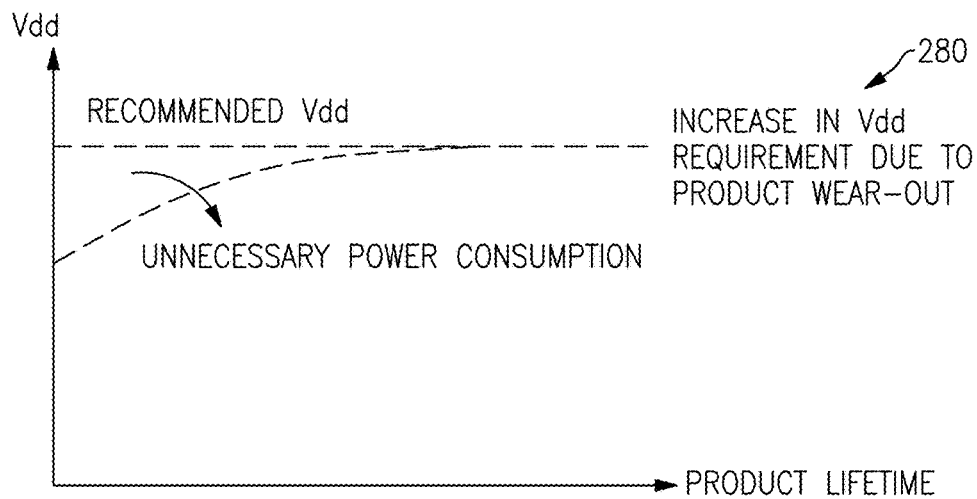 Vdd
280
RECOMMENDED Vdd
INCREASE IN Vdd
REQUIREMENT DUE TO
PRODUCT WEAR-OUT
UNNECESSARY POWER CONSUMPTION
PRODUCT LIFETIME